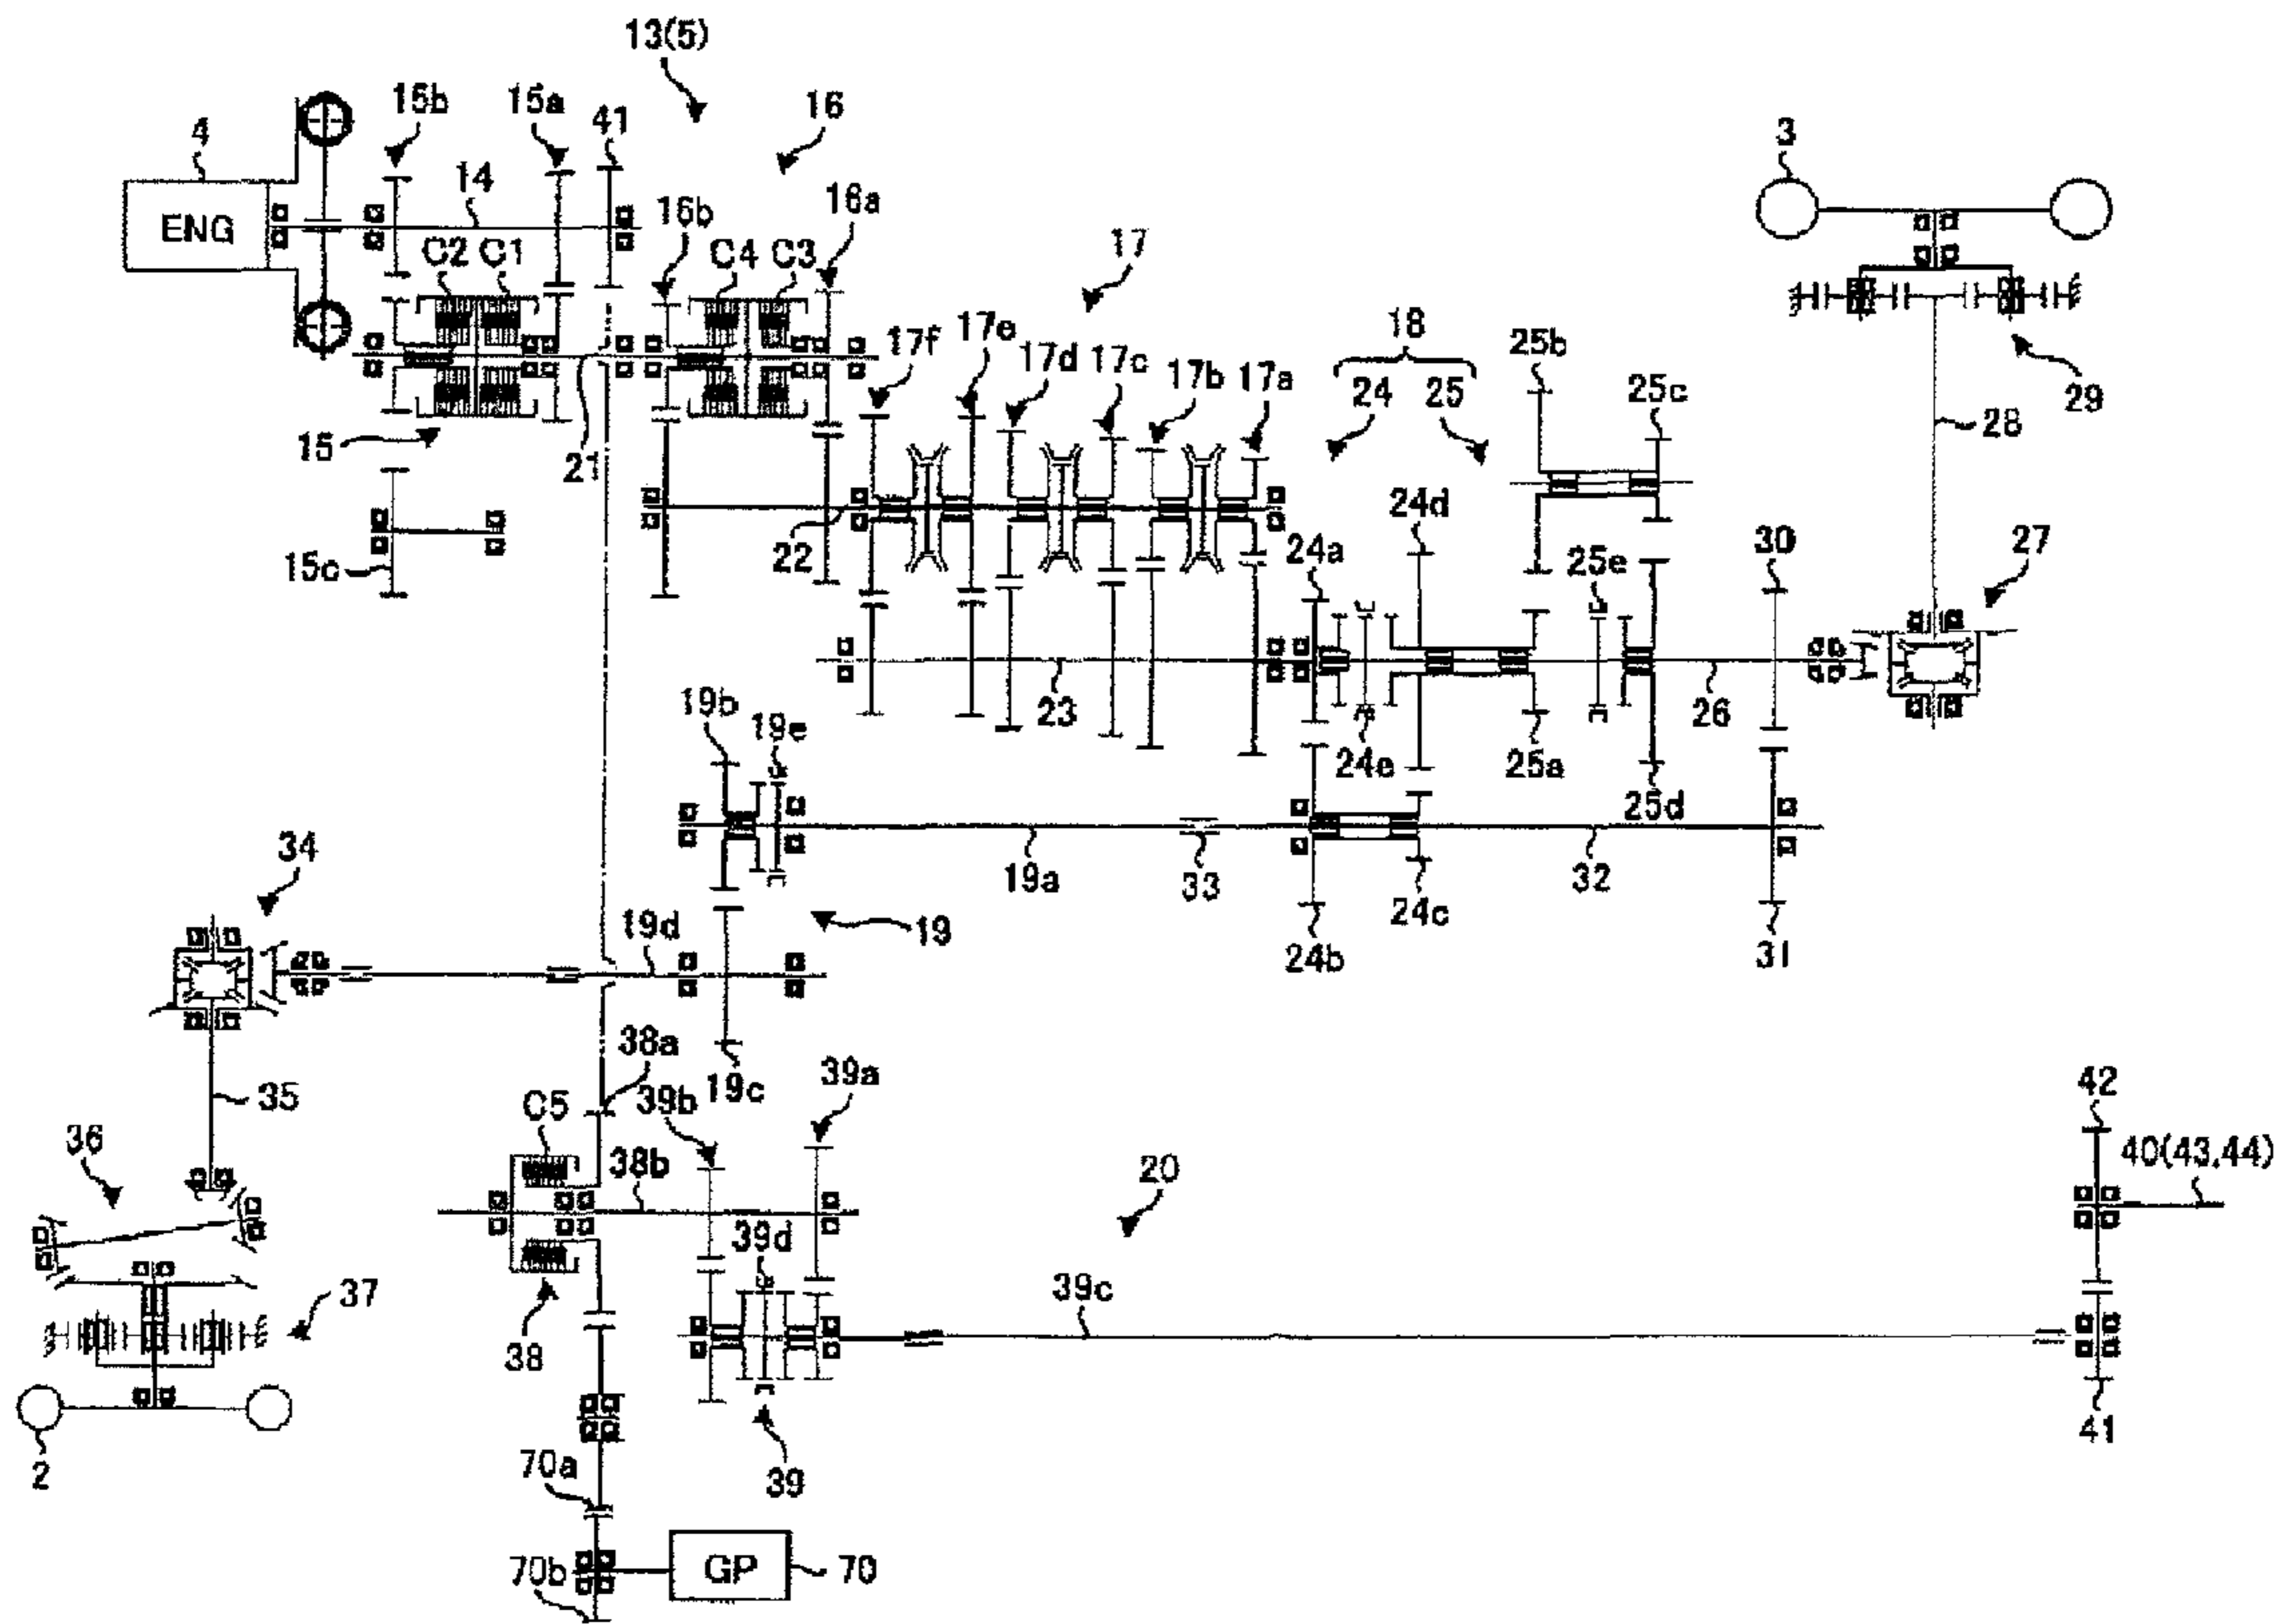 13(5)
15b
15a
41
16
4
14
ENG
C2
C1
16b
C4
C3
16a
3
17
17f
17e
17d
17c
17b
17a
18
24
25
25b
25c
29
28
15
21
15c
22
24a
24d
25e
30
27
23
24e
25a
26
25d
19b
19e
19a
33
24b
24c
32
31
34
19d
19
19c
35
36
38a
C5
38b
39b
39a
20
42
40(43,44)
39d
39c
37
38
39
41
2
70a
70b
GP
70